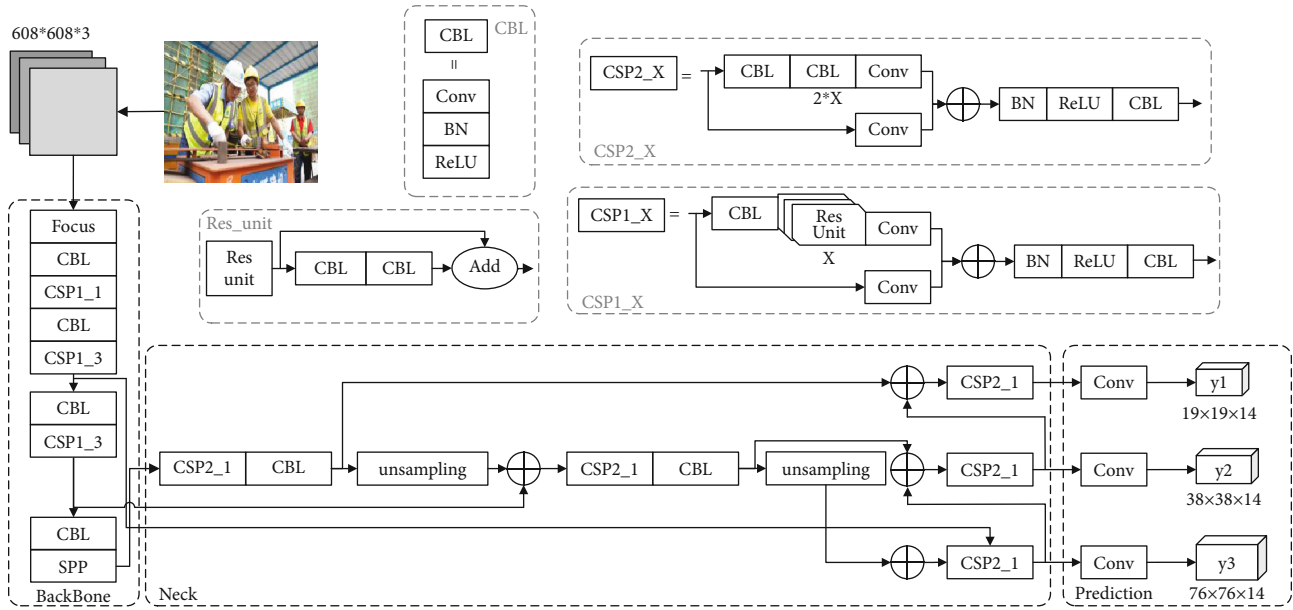 608*608*3
CBL
CBL
=
Conv
BN
ReLU
CSP2_X =
CBL
CBL
Conv
2*X
Conv
BN
ReLU
CBL
CSP2_X
CSP1_X =
CBL
Res
Unit
X
Conv
Conv
BN
ReLU
CBL
CSP1_X
Res_unit
Res
unit
CBL
CBL
Add
Focus
CBL
CSP1_1
CBL
CSP1_3
CBL
CSP1_3
CBL
SPP
BackBone
CSP2_1
CBL
unsampling
CSP2_1
CBL
unsampling
CSP2_1
CSP2_1
CSP2_1
Neck
Conv
y1
19×19×14
Conv
y2
38×38×14
Conv
y3
76×76×14
Prediction